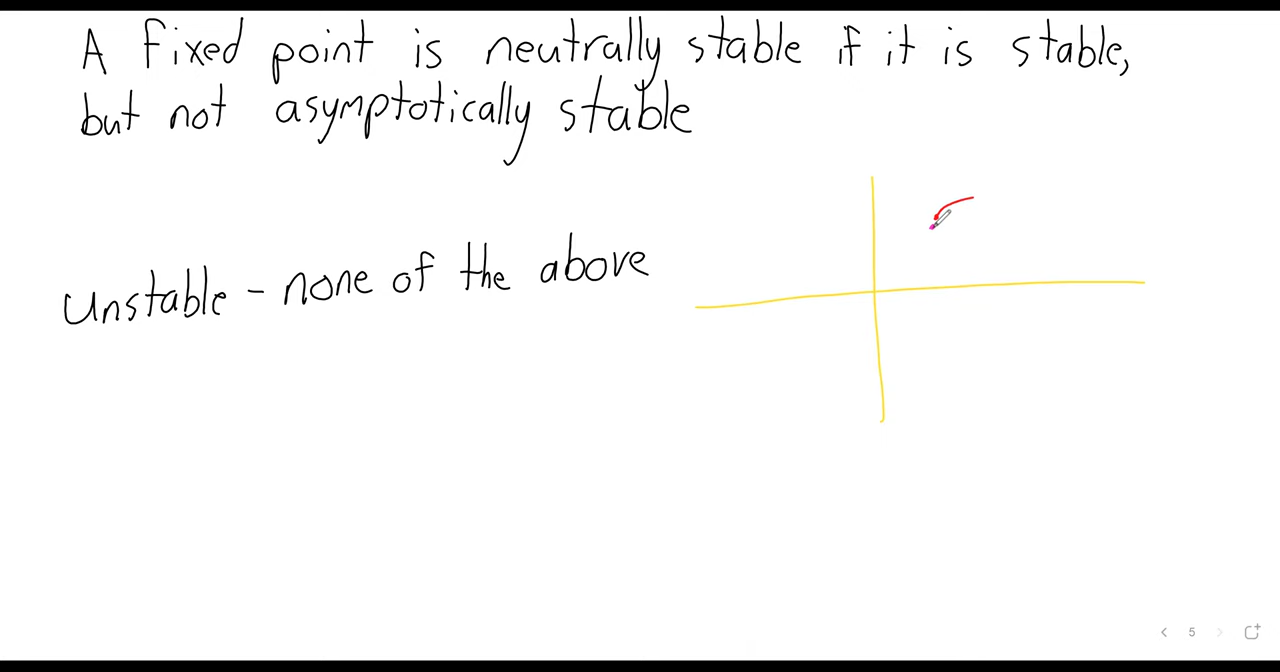 A fixed point is neutrally stable if it is stable,
but not asymptotically stable
Unstable - none of the above
< 5 >